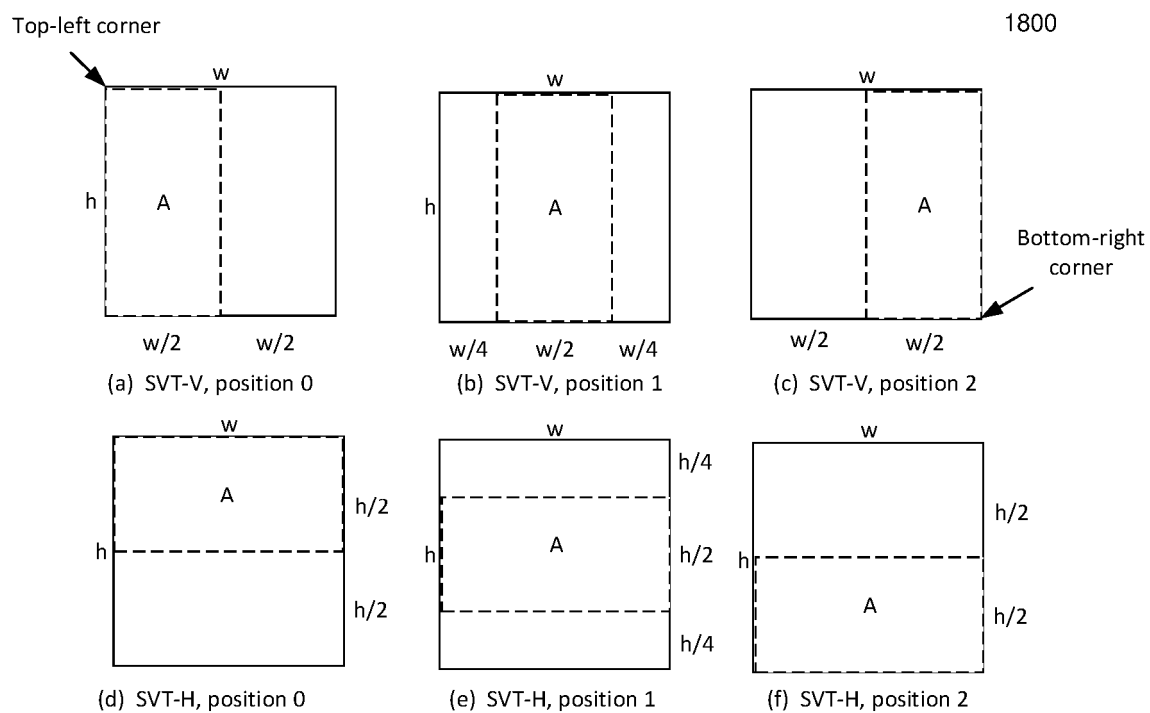 1800
Top-left corner
w
w
w
h
A
h
A
A
Bottom-right
corner
w/2
w/2
w/4
w/2
w/4
w/2
w/2
(a) SVT-V, position 0
(b) SVT-V, position 1
(c) SVT-V, position 2
w
w
w
h/4
A
h/2
h/2
h
h
A
h/2
h
h/2
A
h/2
h/4
(d) SVT-H, position 0
(e) SVT-H, position 1
(f) SVT-H, position 2